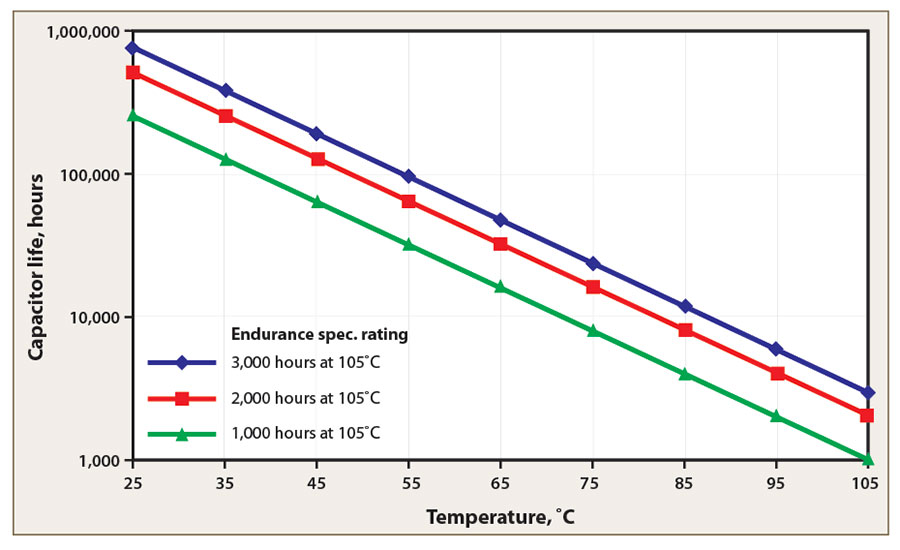 1,000,000
100,000
10,000
1,000
Capacitor life, hours
Endurance spec. rating
3,000 hours at 105˚C
2,000 hours at 105˚C
1,000 hours at 105˚C
25 35 45 55 65 75 85 95 105
Temperature, ˚C